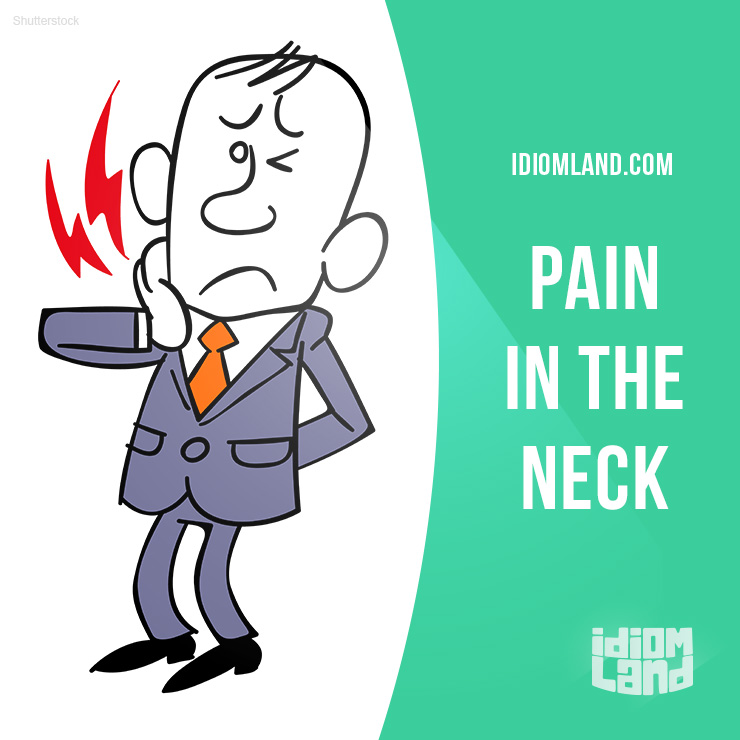 Shutterstock
IDIOMLAND.COM
PAIN
IN THE
NECK
idiom
Land